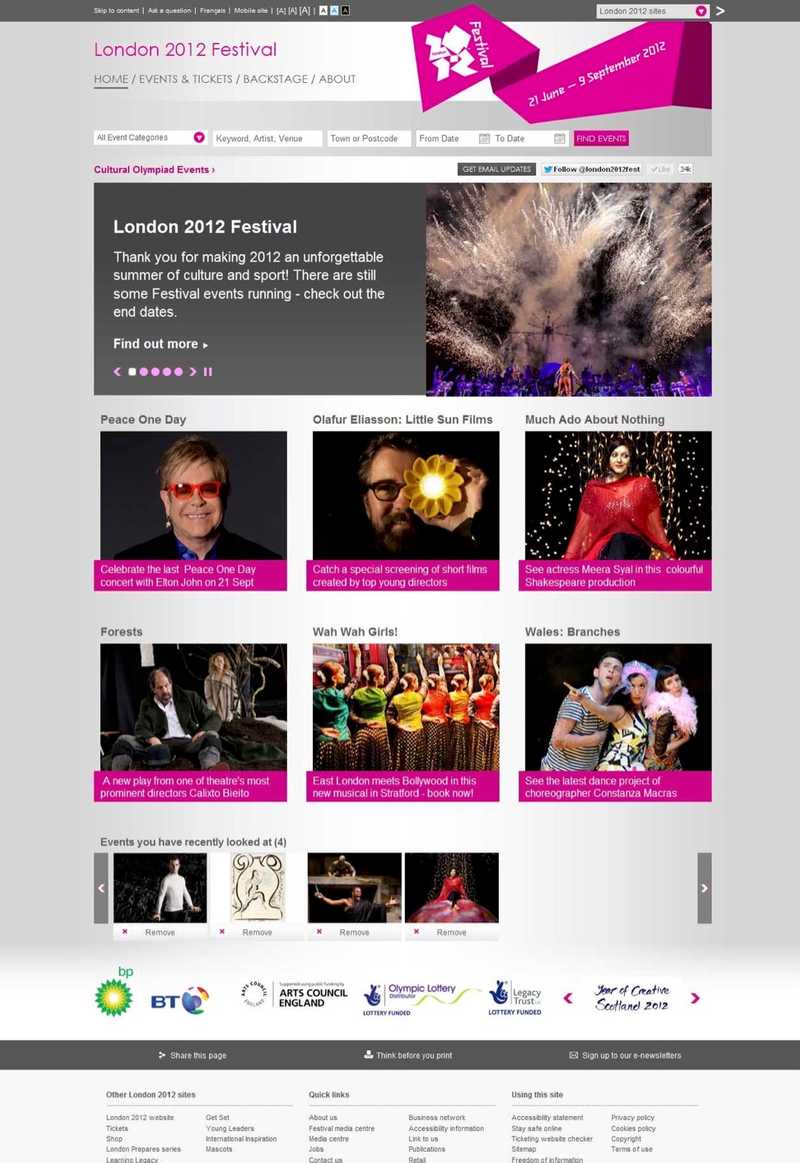 Skip to content | Ask a question | Français | Mobile site | [A] [A] [A] | A A A
London 2012 sites >
London 2012 Festival
Festival
21 June — 9 September 2012
HOME / EVENTS & TICKETS / BACKSTAGE / ABOUT
All Event Categories Keyword, Artist, Venue Town or Postcode From Date To Date FIND EVENTS
Cultural Olympiad Events ›
GET EMAIL UPDATES Follow @london2012fest Like 34k
London 2012 Festival
Thank you for making 2012 an unforgettable
summer of culture and sport! There are still
some Festival events running - check out the
end dates.
Find out more ▸
Peace One Day
Celebrate the last Peace One Day
concert with Elton John on 21 Sept
Olafur Eliasson: Little Sun Films
Catch a special screening of short films
created by top young directors
Much Ado About Nothing
See actress Meera Syal in this colourful
Shakespeare production
Forests
A new play from one of theatre's most
prominent directors Calixto Bieito
Wah Wah Girls!
East London meets Bollywood in this
new musical in Stratford - book now!
Wales: Branches
See the latest dance project of
choreographer Constanza Macras
Events you have recently looked at (4)
Remove Remove Remove Remove
bp
BT
ARTS COUNCIL
ENGLAND
Supported using public funding by
ARTS COUNCIL
ENGLAND
Olympic Lottery
Distributor
LOTTERY FUNDED
Legacy
Trust UK
LOTTERY FUNDED
Year of Creative
Scotland 2012
Share this page Think before you print Sign up to our e-newsletters
Other London 2012 sites
London 2012 website Get Set
Tickets Young Leaders
Shop International Inspiration
London Prepares series Mascots
Learning Legacy
Quick links
About us Business network
Festival media centre Accessibility information
Media centre Link to us
Jobs Publications
Contact us Retail
Using this site
Accessibility statement Privacy policy
Stay safe online Cookies policy
Ticketing website checker Copyright
Sitemap Terms of use
Freedom of information